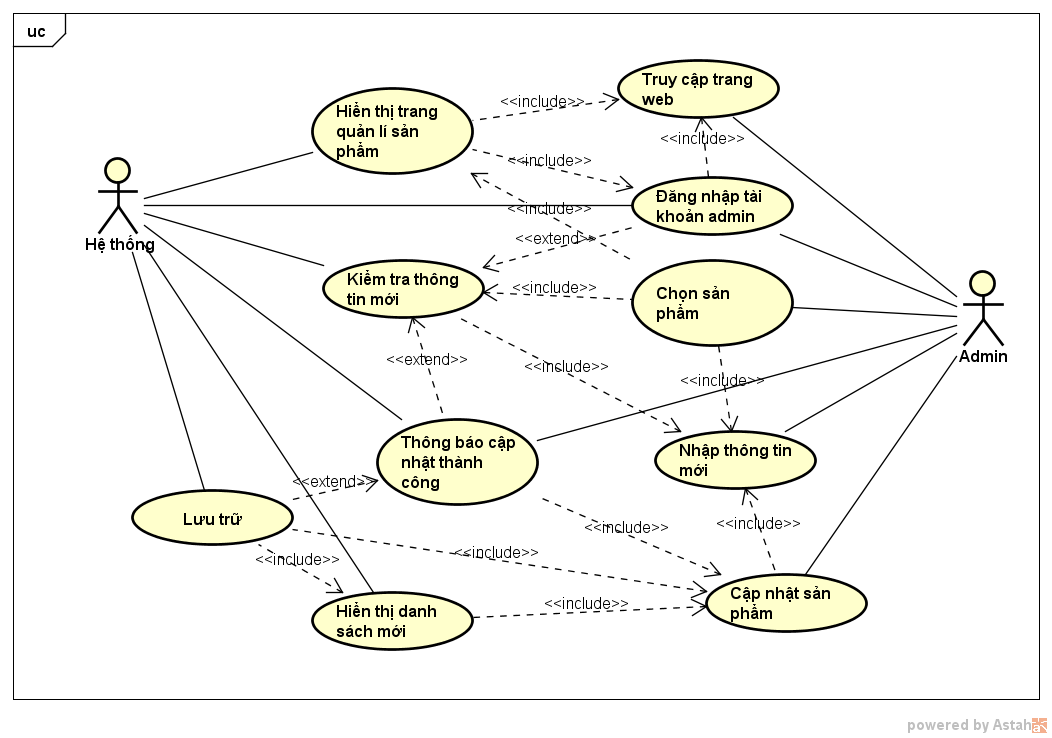 uc
Truy cập trang
web
<<include>>
Hiển thị trang
quản lí sản
phẩm
<<include>>
<<include>>
Đăng nhập tài
khoản admin
<<include>>
Hệ thống
<<extend>>
Kiểm tra thông
tin mới
<<include>>
Chọn sản
phẩm
Admin
<<extend>>
<<include>>
<<include>>
Thông báo cập
nhật thành
công
Nhập thông tin
mới
<<extend>>
Lưu trữ
<<include>>
<<include>>
<<include>>
<<include>>
Hiển thị danh
sách mới
<<include>>
Cập nhật sản
phẩm
powered by Astah